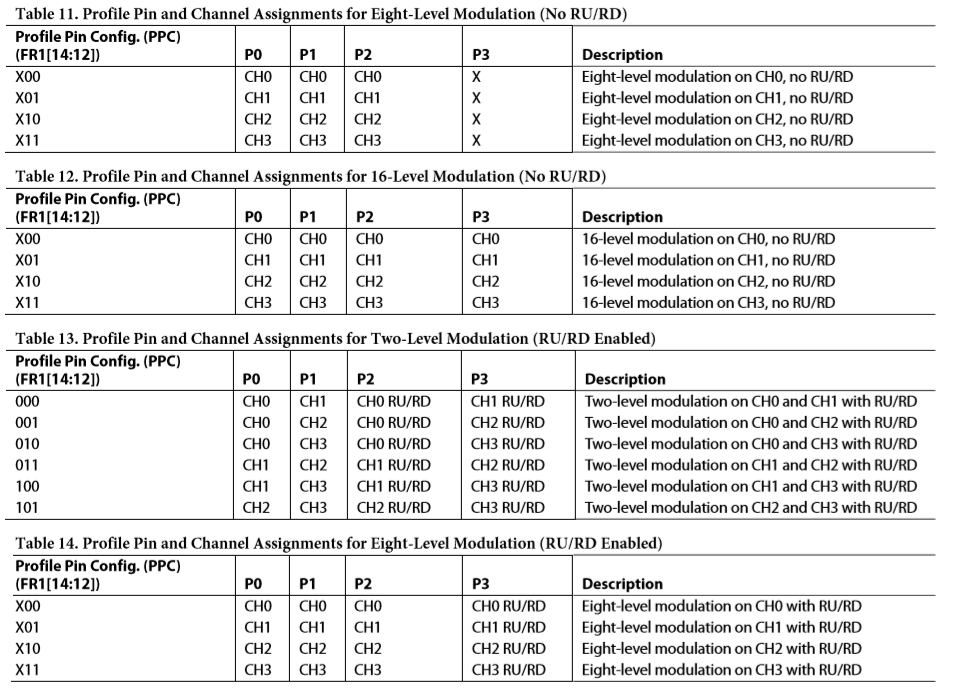 Table 11. Profile Pin and Channel Assignments for Eight-Level Modulation (No RU/RD)
Profile Pin Config. (PPC)
(FR1[14:12]) P0 P1 P2 P3 Description
X00 CH0 CH0 CH0 X Eight-level modulation on CH0, no RU/RD
X01 CH1 CH1 CH1 X Eight-level modulation on CH1, no RU/RD
X10 CH2 CH2 CH2 X Eight-level modulation on CH2, no RU/RD
X11 CH3 CH3 CH3 X Eight-level modulation on CH3, no RU/RD
Table 12. Profile Pin and Channel Assignments for 16-Level Modulation (No RU/RD)
Profile Pin Config. (PPC)
(FR1[14:12]) P0 P1 P2 P3 Description
X00 CH0 CH0 CH0 CH0 16-level modulation on CH0, no RU/RD
X01 CH1 CH1 CH1 CH1 16-level modulation on CH1, no RU/RD
X10 CH2 CH2 CH2 CH2 16-level modulation on CH2, no RU/RD
X11 CH3 CH3 CH3 CH3 16-level modulation on CH3, no RU/RD
Table 13. Profile Pin and Channel Assignments for Two-Level Modulation (RU/RD Enabled)
Profile Pin Config. (PPC)
(FR1[14:12]) P0 P1 P2 P3 Description
000 CH0 CH1 CH0 RU/RD CH1 RU/RD Two-level modulation on CH0 and CH1 with RU/RD
001 CH0 CH2 CH0 RU/RD CH2 RU/RD Two-level modulation on CH0 and CH2 with RU/RD
010 CH0 CH3 CH0 RU/RD CH3 RU/RD Two-level modulation on CH0 and CH3 with RU/RD
011 CH1 CH2 CH1 RU/RD CH2 RU/RD Two-level modulation on CH1 and CH2 with RU/RD
100 CH1 CH3 CH1 RU/RD CH3 RU/RD Two-level modulation on CH1 and CH3 with RU/RD
101 CH2 CH3 CH2 RU/RD CH3 RU/RD Two-level modulation on CH2 and CH3 with RU/RD
Table 14. Profile Pin and Channel Assignments for Eight-Level Modulation (RU/RD Enabled)
Profile Pin Config. (PPC)
(FR1[14:12]) P0 P1 P2 P3 Description
X00 CH0 CH0 CH0 CH0 RU/RD Eight-level modulation on CH0 with RU/RD
X01 CH1 CH1 CH1 CH1 RU/RD Eight-level modulation on CH1 with RU/RD
X10 CH2 CH2 CH2 CH2 RU/RD Eight-level modulation on CH2 with RU/RD
X11 CH3 CH3 CH3 CH3 RU/RD Eight-level modulation on CH3 with RU/RD